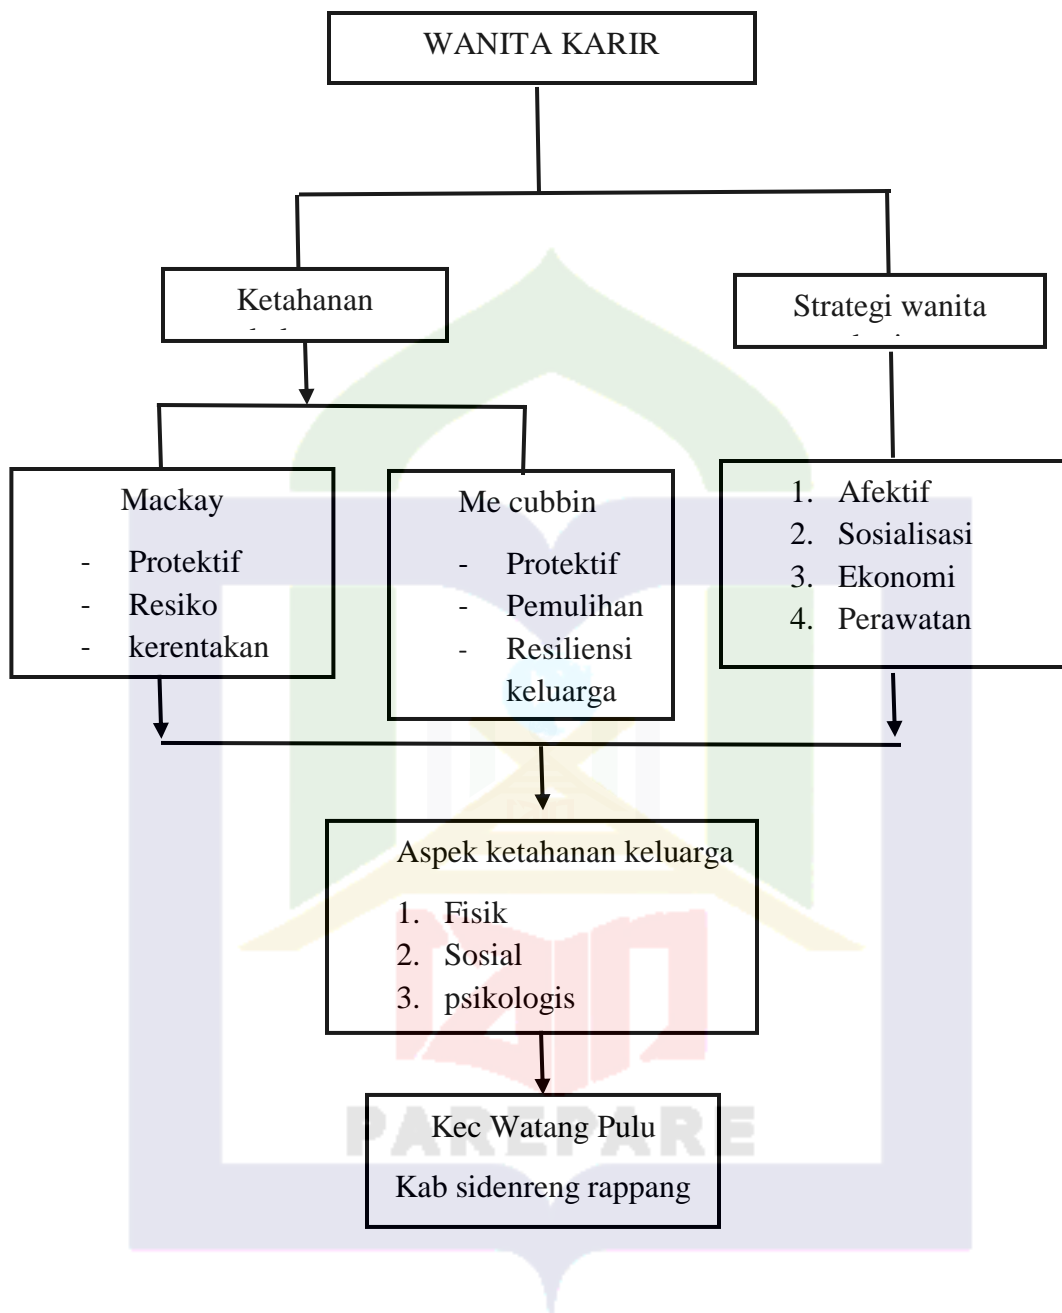 WANITA KARIR
Ketahanan
Strategi wanita
Mackay
- Protektif
- Resiko
- kerentakan
Me cubbin
- Protektif
- Pemulihan
- Resiliensi
keluarga
1. Afektif
2. Sosialisasi
3. Ekonomi
4. Perawatan
Aspek ketahanan keluarga
1. Fisik
2. Sosial
3. psikologis
PAREPARE
Kec Watang Pulu
Kab sidenreng rappang